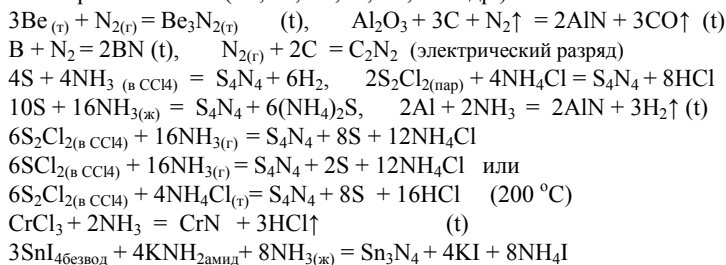 3Be (т) + N2(г) = Be3N2(т) (t), Al2O3 + 3C + N2↑ = 2AlN + 3CO↑ (t)
B + N2 = 2BN (t), N2(г) + 2C = C2N2 (электрический разряд)
4S + 4NH3 (в CCl4) = S4N4 + 6H2, 2S2Cl2(пар) + 4NH4Cl = S4N4 + 8HCl
10S + 16NH3(ж) = S4N4 + 6(NH4)2S, 2Al + 2NH3 = 2AlN + 3H2↑ (t)
6S2Cl2(в CCl4) + 16NH3(г) = S4N4 + 8S + 12NH4Cl
6SCl2(в CCl4) + 16NH3(г) = S4N4 + 2S + 12NH4Cl или
6S2Cl2(в CCl4) + 4NH4Cl(т)= S4N4 + 8S + 16HCl (200 °C)
CrCl3 + 2NH3 = CrN + 3HCl↑ (t)
3SnI4безвод + 4KNH2амид + 8NH3(ж) = Sn3N4 + 4KI + 8NH4I